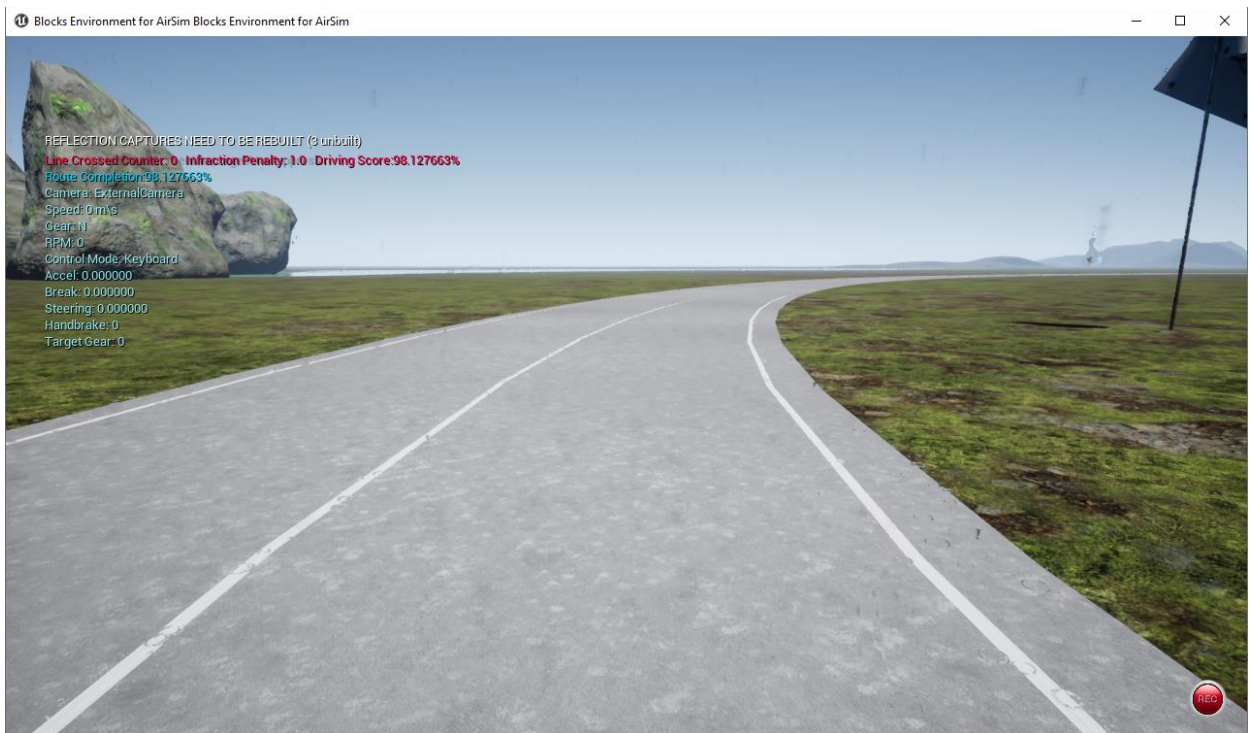 Blocks Environment for AirSim Blocks Environment for AirSim
REFLECTION CAPTURES NEED TO BE REBUILT (3 unbuilt)
Line Crossed Counter: 0 Infraction Penalty: 1.0 Driving Score:98.127663%
Route Completion:98.127663%
Camera: ExternalCamera
Speed: 0 m\s
Gear: N
RPM: 0
Control Mode: Keyboard
Accel: 0.000000
Break: 0.000000
Steering: 0.000000
Handbrake: 0
Target Gear: 0
REC